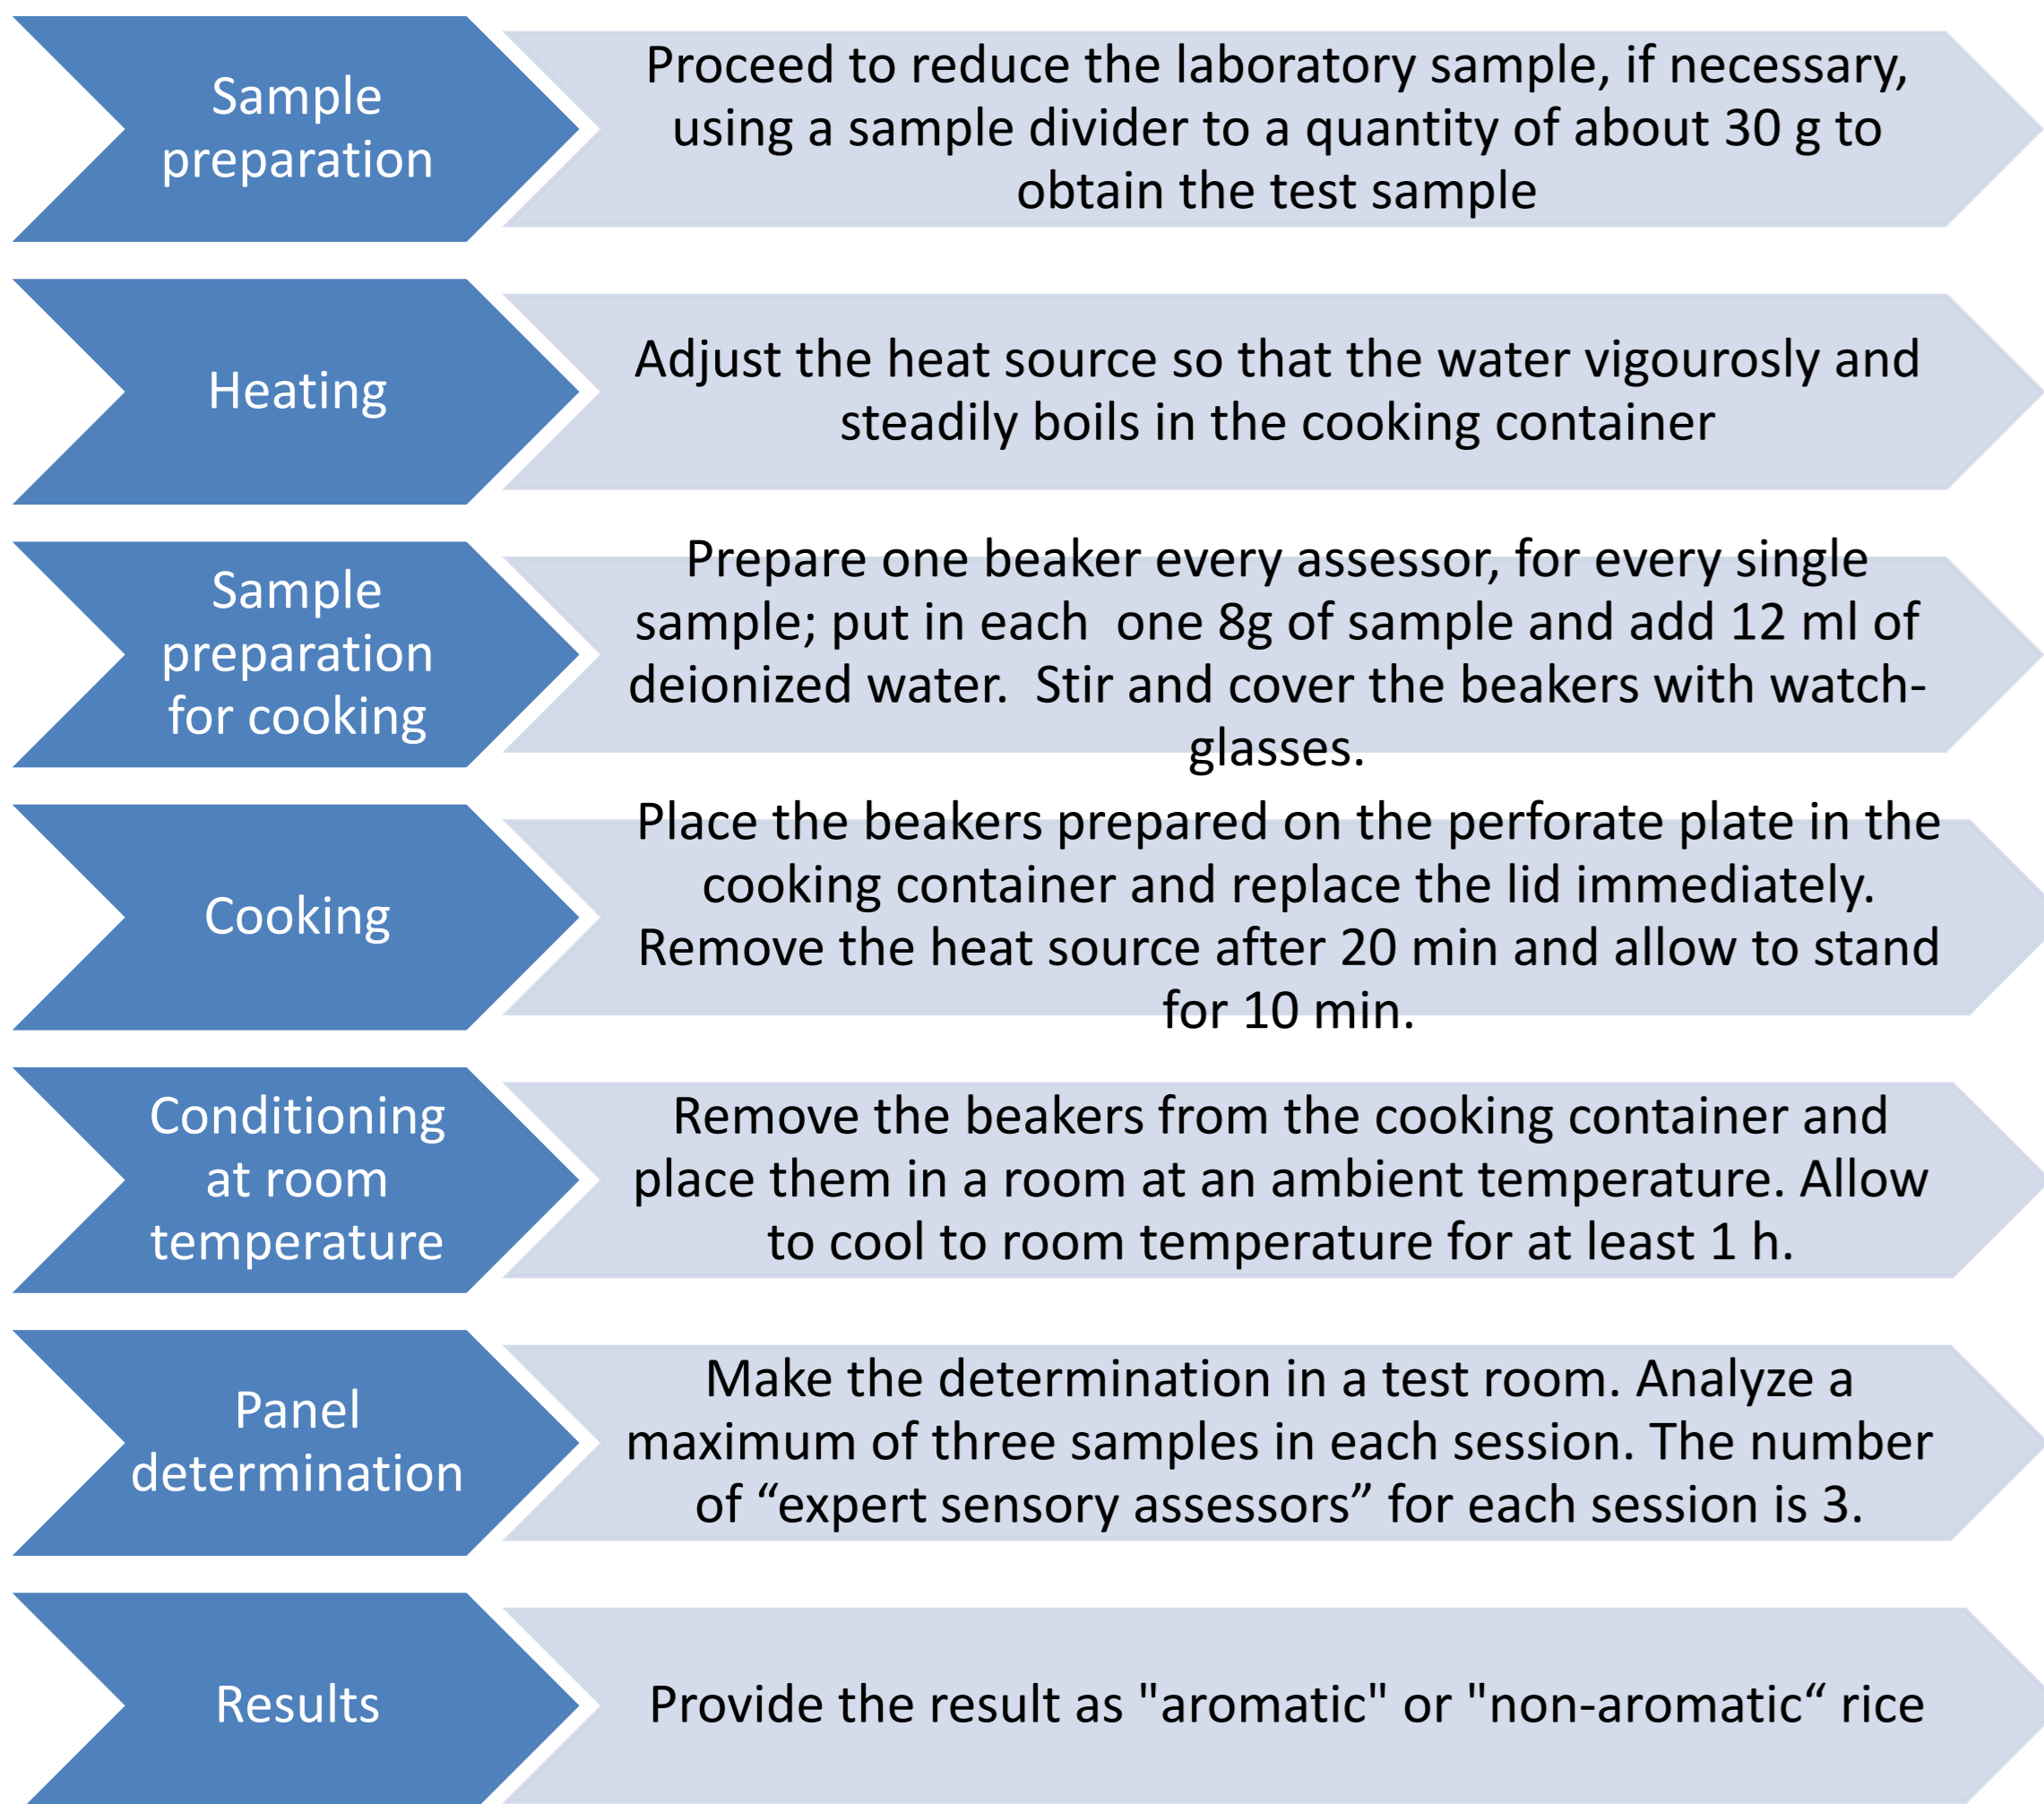 Sample
preparation
Proceed to reduce the laboratory sample, if necessary,
using a sample divider to a quantity of about 30 g to
obtain the test sample
Heating
Adjust the heat source so that the water vigourosly and
steadily boils in the cooking container
Sample
preparation
for cooking
Prepare one beaker every assessor, for every single
sample; put in each  one 8g of sample and add 12 ml of
deionized water.  Stir and cover the beakers with watch-
glasses.
Cooking
Place the beakers prepared on the perforate plate in the
cooking container and replace the lid immediately.
Remove the heat source after 20 min and allow to stand
for 10 min.
Conditioning
at room
temperature
Remove the beakers from the cooking container and
place them in a room at an ambient temperature. Allow
to cool to room temperature for at least 1 h.
Panel
determination
Make the determination in a test room. Analyze a
maximum of three samples in each session. The number
of “expert sensory assessors” for each session is 3.
Results
Provide the result as "aromatic" or "non-aromatic“ rice